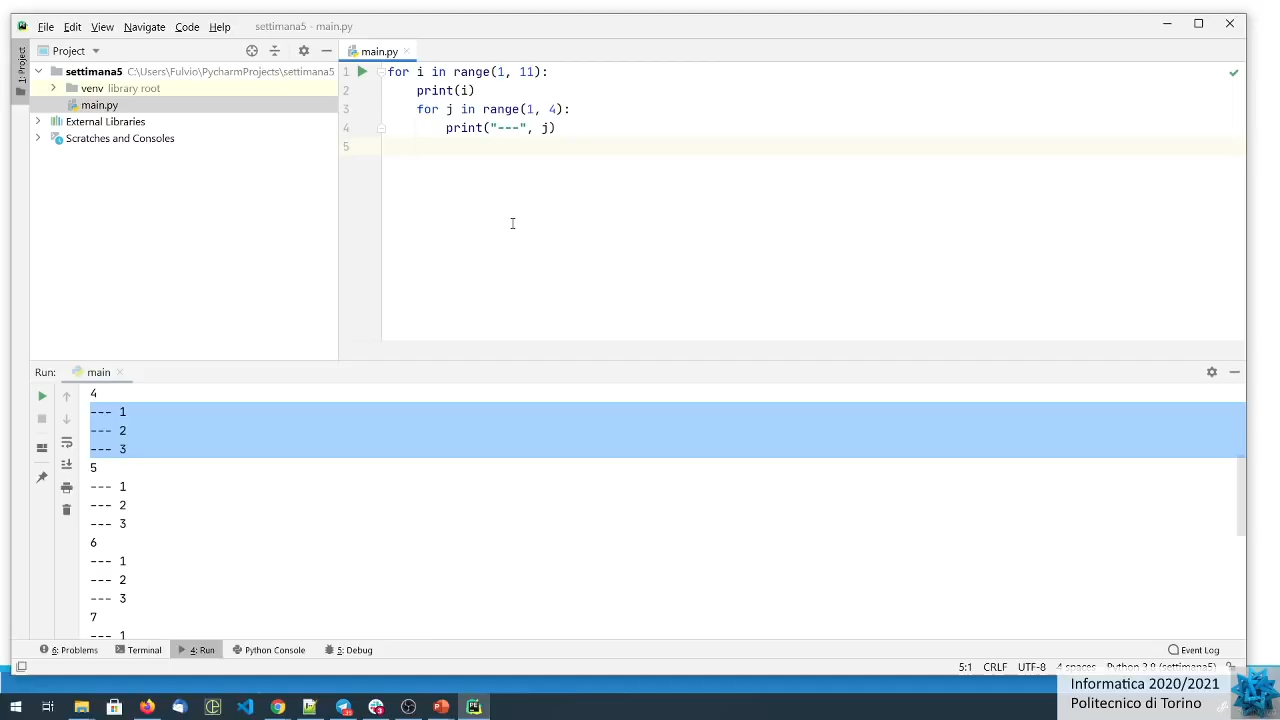 File Edit View Navigate Code Help settimana5 - main.py
1: Project
Project
main.py
settimana5 C:\Users\Fulvio\PycharmProjects\settimana5
venv library root
main.py
External Libraries
Scratches and Consoles
1 for i in range(1, 11):
2 print(i)
3 for j in range(1, 4):
4 print("---", j)
5
Run: main
4
--- 1
--- 2
--- 3
5
--- 1
--- 2
--- 3
6
--- 1
--- 2
--- 3
7
--- 1
6: Problems Terminal 4: Run Python Console 5: Debug Event Log
5:1 CRLF UTF-8 4 spaces
Informatica 2020/2021
Politecnico di Torino